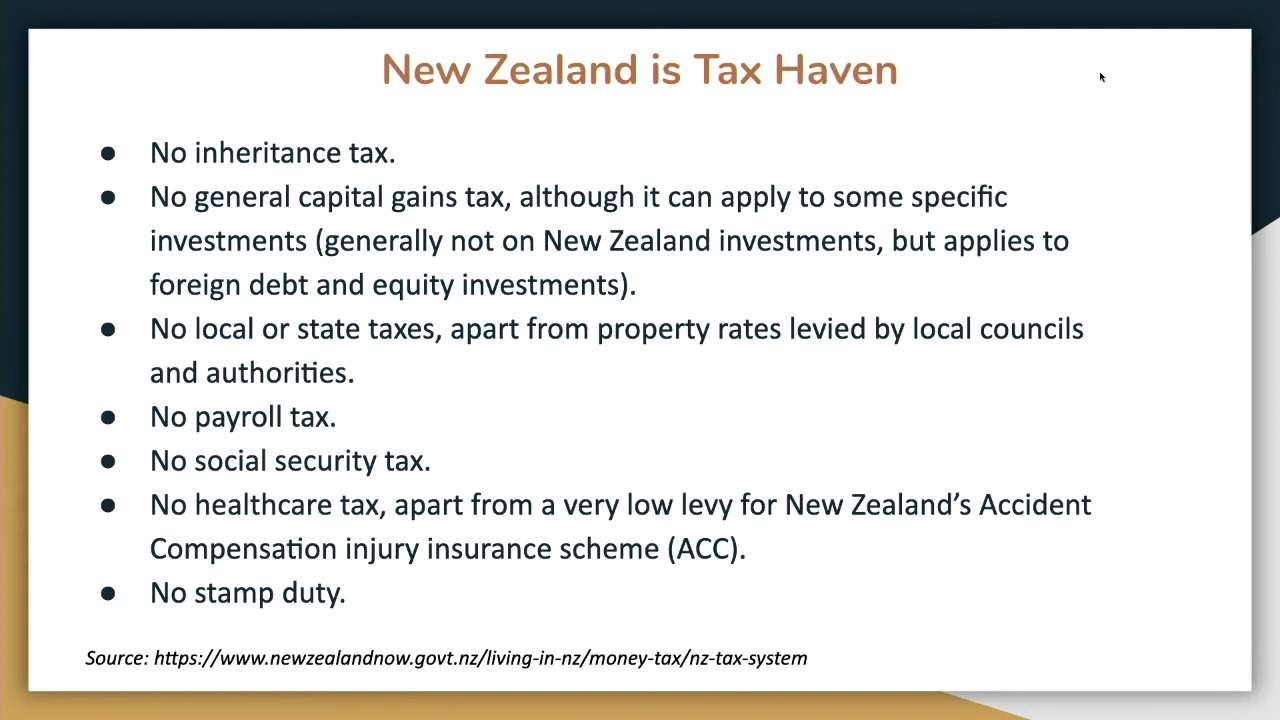 New Zealand is Tax Haven
● No inheritance tax.
● No general capital gains tax, although it can apply to some specific
investments (generally not on New Zealand investments, but applies to
foreign debt and equity investments).
● No local or state taxes, apart from property rates levied by local councils
and authorities.
● No payroll tax.
● No social security tax.
● No healthcare tax, apart from a very low levy for New Zealand’s Accident
Compensation injury insurance scheme (ACC).
● No stamp duty.
Source: https://www.newzealandnow.govt.nz/living-in-nz/money-tax/nz-tax-system